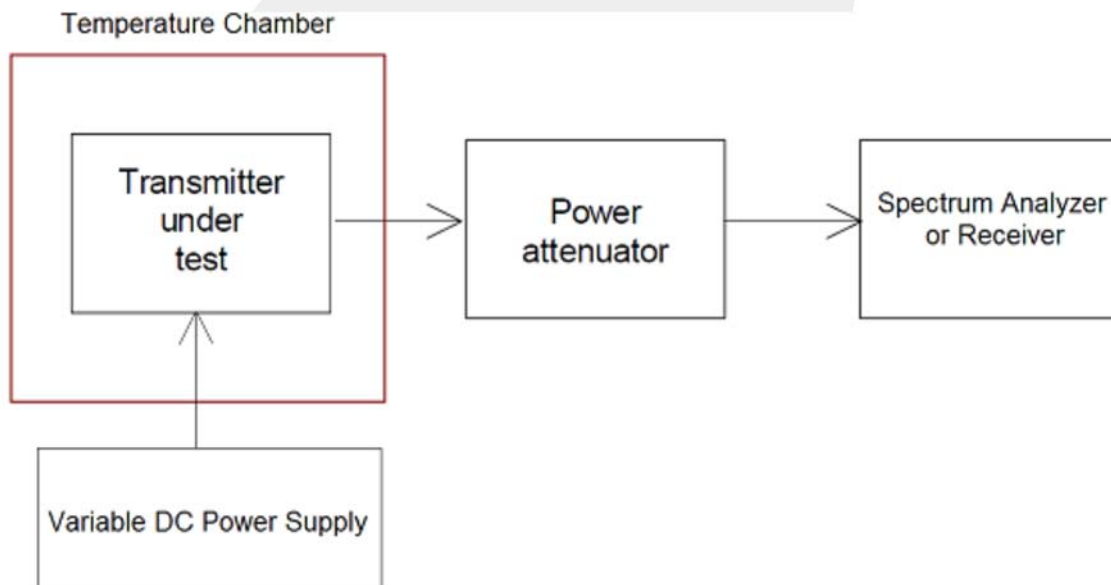 Temperature Chamber
Transmitter
under
test
Power
attenuator
Spectrum Analyzer
or Receiver
Variable DC Power Supply